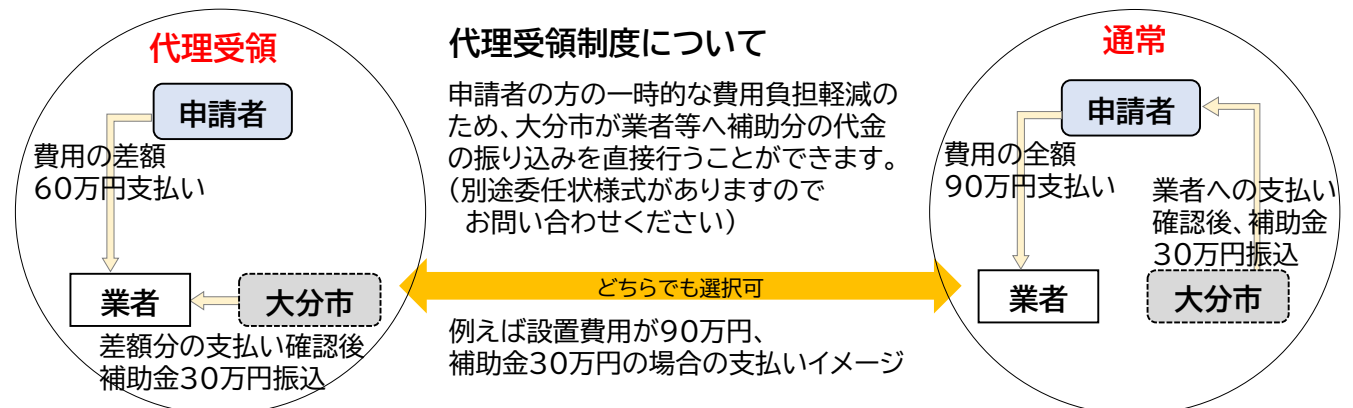 代理受領
申請者
費用の差額
60万円支払い
業者
大分市
差額分の支払い確認後
補助金30万円振込
代理受領制度について
申請者の方の一時的な費用負担軽減の
ため、大分市が業者等へ補助分の代金
の振り込みを直接行うことができます。
(別途委任状様式がありますので
お問い合わせください)
どちらでも選択可
例えば設置費用が90万円、
補助金30万円の場合の支払いイメージ
通常
申請者
費用の全額
90万円支払い
業者への支払い
確認後、補助金
30万円振込
業者
大分市